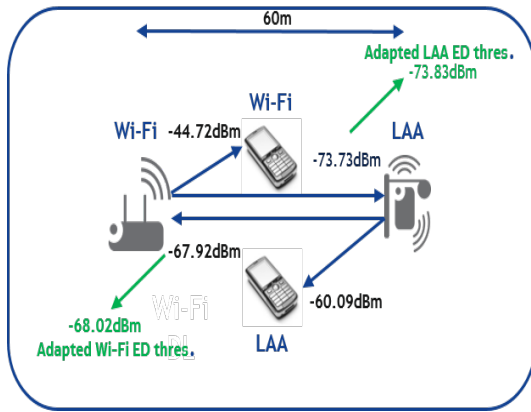 60m
Adapted LAA ED thres.
-73.83dBm
Wi-Fi
Wi-Fi
-44.72dBm
LAA
-73.73dBm
-67.92dBm
-60.09dBm
Wi-Fi
DL
-68.02dBm
Adapted Wi-Fi ED thres.
LAA